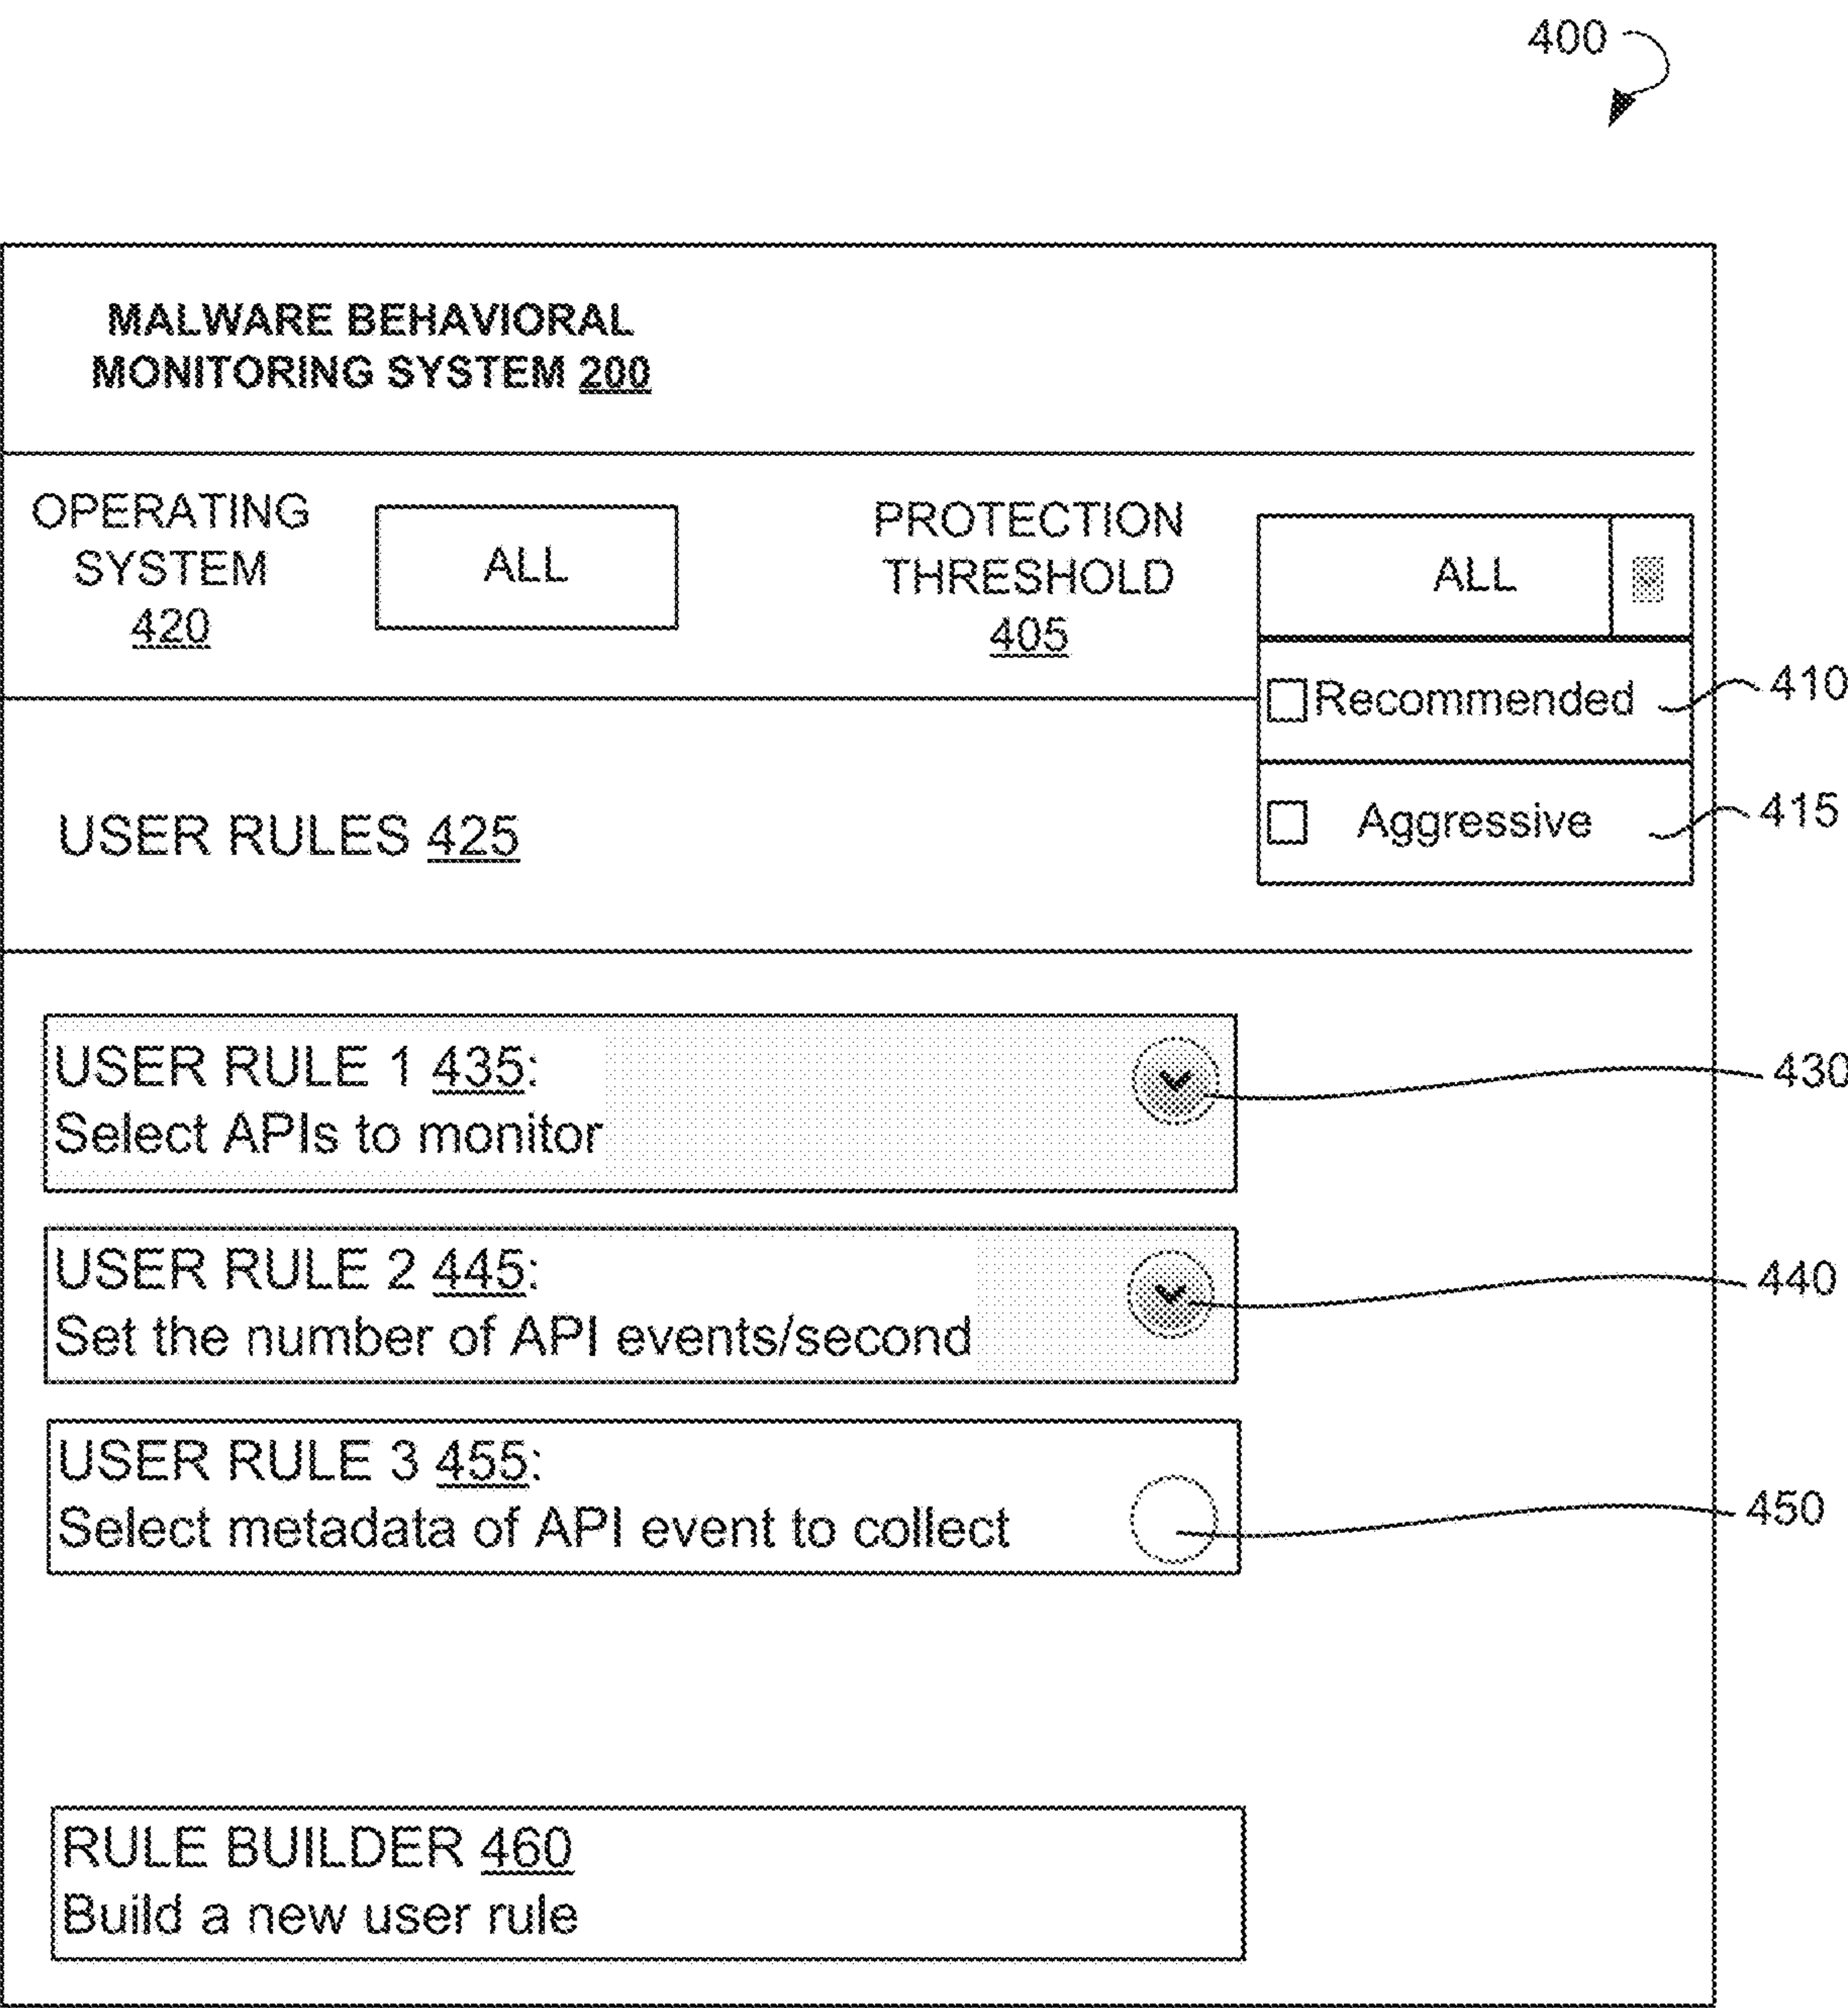 400
MALWARE BEHAVIORAL
MONITORING SYSTEM 200
OPERATING
SYSTEM
420
ALL
PROTECTION
THRESHOLD
405
ALL
Recommended
410
Aggressive
415
USER RULES 425
USER RULE 1 435:
Select APIs to monitor
430
USER RULE 2 445:
Set the number of API events/second
440
USER RULE 3 455:
Select metadata of API event to collect
450
RULE BUILDER 460
Build a new user rule